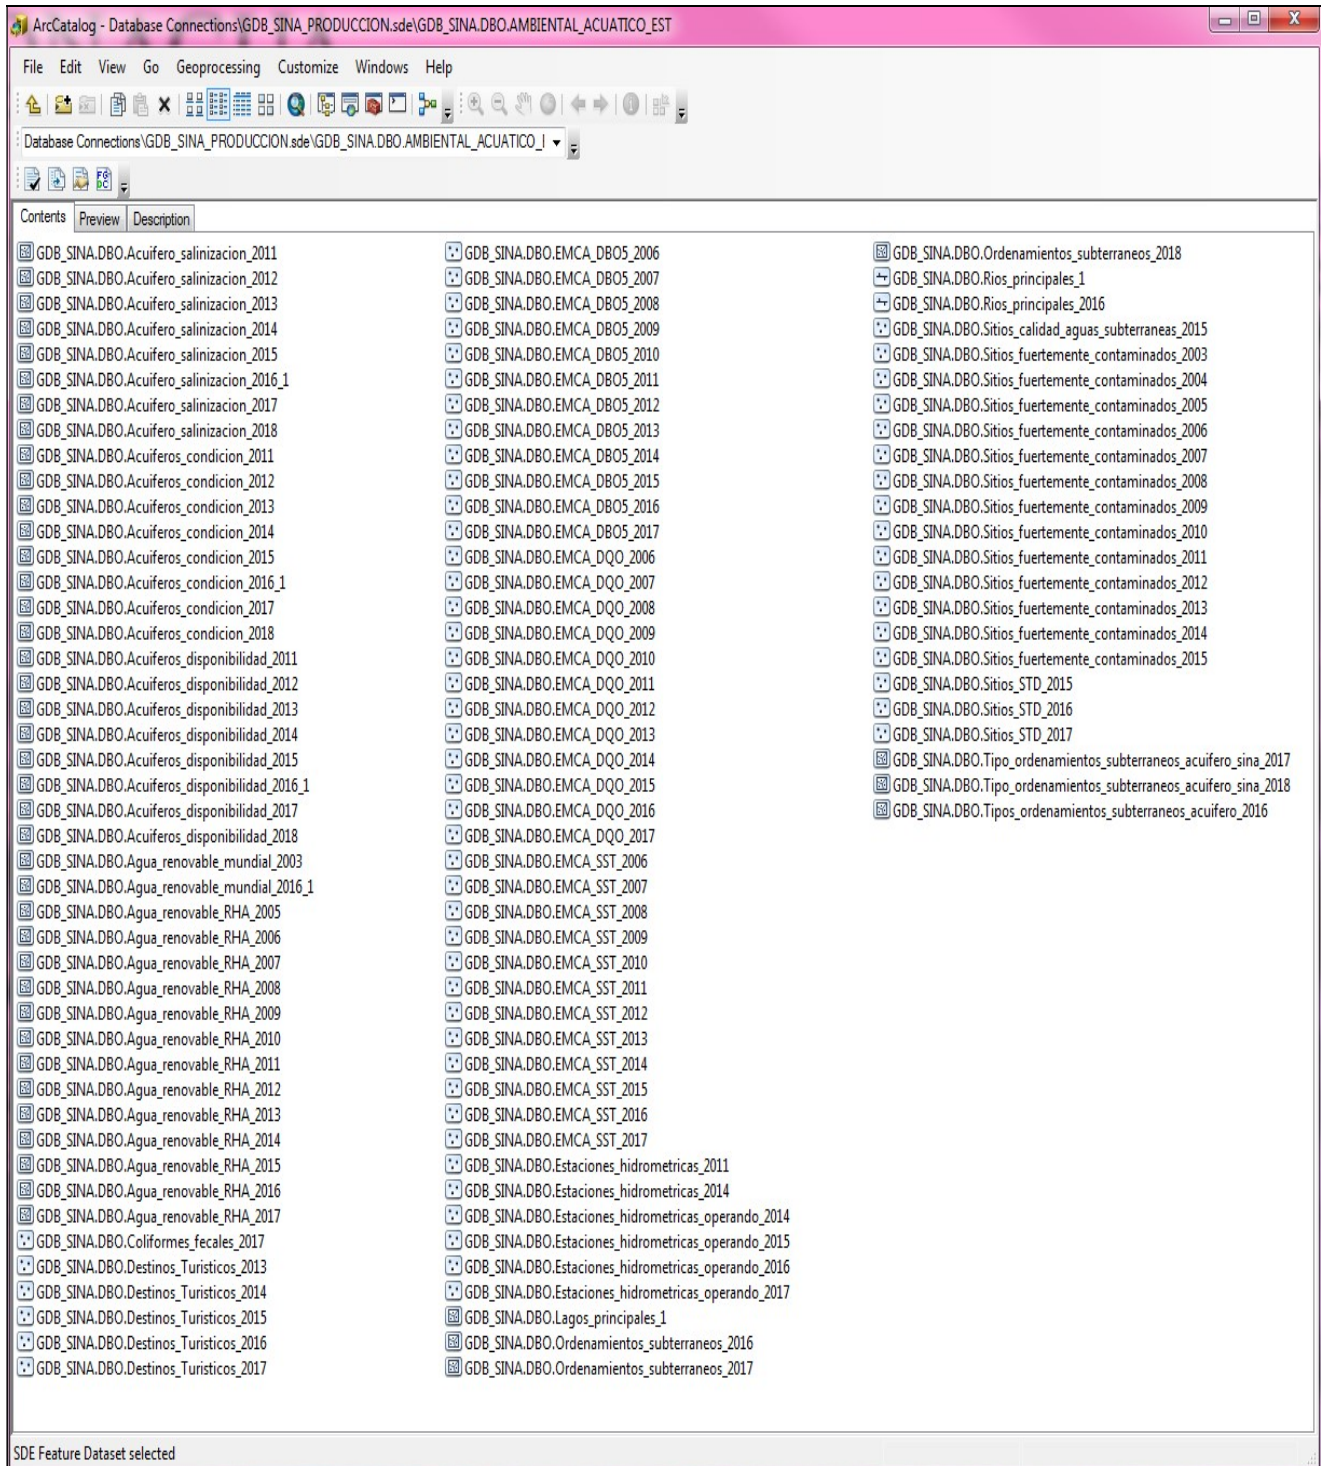 ArcCatalog - Database Connections\GDB_SINA_PRODUCCION.sde\GDB_SINA.DBO.AMBIENTAL_ACUATICO_EST
File Edit View Go Geoprocessing Customize Windows Help
Database Connections\GDB_SINA_PRODUCCION.sde\GDB_SINA.DBO.AMBIENTAL_ACUATICO_I
Contents Preview Description
GDB_SINA.DBO.Acuifero_salinizacion_2011
GDB_SINA.DBO.Acuifero_salinizacion_2012
GDB_SINA.DBO.Acuifero_salinizacion_2013
GDB_SINA.DBO.Acuifero_salinizacion_2014
GDB_SINA.DBO.Acuifero_salinizacion_2015
GDB_SINA.DBO.Acuifero_salinizacion_2016_1
GDB_SINA.DBO.Acuifero_salinizacion_2017
GDB_SINA.DBO.Acuifero_salinizacion_2018
GDB_SINA.DBO.Acuiferos_condicion_2011
GDB_SINA.DBO.Acuiferos_condicion_2012
GDB_SINA.DBO.Acuiferos_condicion_2013
GDB_SINA.DBO.Acuiferos_condicion_2014
GDB_SINA.DBO.Acuiferos_condicion_2015
GDB_SINA.DBO.Acuiferos_condicion_2016_1
GDB_SINA.DBO.Acuiferos_condicion_2017
GDB_SINA.DBO.Acuiferos_condicion_2018
GDB_SINA.DBO.Acuiferos_disponibilidad_2011
GDB_SINA.DBO.Acuiferos_disponibilidad_2012
GDB_SINA.DBO.Acuiferos_disponibilidad_2013
GDB_SINA.DBO.Acuiferos_disponibilidad_2014
GDB_SINA.DBO.Acuiferos_disponibilidad_2015
GDB_SINA.DBO.Acuiferos_disponibilidad_2016_1
GDB_SINA.DBO.Acuiferos_disponibilidad_2017
GDB_SINA.DBO.Acuiferos_disponibilidad_2018
GDB_SINA.DBO.Agua_renovable_mundial_2003
GDB_SINA.DBO.Agua_renovable_mundial_2016_1
GDB_SINA.DBO.Agua_renovable_RHA_2005
GDB_SINA.DBO.Agua_renovable_RHA_2006
GDB_SINA.DBO.Agua_renovable_RHA_2007
GDB_SINA.DBO.Agua_renovable_RHA_2008
GDB_SINA.DBO.Agua_renovable_RHA_2009
GDB_SINA.DBO.Agua_renovable_RHA_2010
GDB_SINA.DBO.Agua_renovable_RHA_2011
GDB_SINA.DBO.Agua_renovable_RHA_2012
GDB_SINA.DBO.Agua_renovable_RHA_2013
GDB_SINA.DBO.Agua_renovable_RHA_2014
GDB_SINA.DBO.Agua_renovable_RHA_2015
GDB_SINA.DBO.Agua_renovable_RHA_2016
GDB_SINA.DBO.Agua_renovable_RHA_2017
GDB_SINA.DBO.Coliformes_fecales_2017
GDB_SINA.DBO.Destinos_Turisticos_2013
GDB_SINA.DBO.Destinos_Turisticos_2014
GDB_SINA.DBO.Destinos_Turisticos_2015
GDB_SINA.DBO.Destinos_Turisticos_2016
GDB_SINA.DBO.Destinos_Turisticos_2017
GDB_SINA.DBO.EMCA_DBO5_2006
GDB_SINA.DBO.EMCA_DBO5_2007
GDB_SINA.DBO.EMCA_DBO5_2008
GDB_SINA.DBO.EMCA_DBO5_2009
GDB_SINA.DBO.EMCA_DBO5_2010
GDB_SINA.DBO.EMCA_DBO5_2011
GDB_SINA.DBO.EMCA_DBO5_2012
GDB_SINA.DBO.EMCA_DBO5_2013
GDB_SINA.DBO.EMCA_DBO5_2014
GDB_SINA.DBO.EMCA_DBO5_2015
GDB_SINA.DBO.EMCA_DBO5_2016
GDB_SINA.DBO.EMCA_DBO5_2017
GDB_SINA.DBO.EMCA_DQO_2006
GDB_SINA.DBO.EMCA_DQO_2007
GDB_SINA.DBO.EMCA_DQO_2008
GDB_SINA.DBO.EMCA_DQO_2009
GDB_SINA.DBO.EMCA_DQO_2010
GDB_SINA.DBO.EMCA_DQO_2011
GDB_SINA.DBO.EMCA_DQO_2012
GDB_SINA.DBO.EMCA_DQO_2013
GDB_SINA.DBO.EMCA_DQO_2014
GDB_SINA.DBO.EMCA_DQO_2015
GDB_SINA.DBO.EMCA_DQO_2016
GDB_SINA.DBO.EMCA_DQO_2017
GDB_SINA.DBO.EMCA_SST_2006
GDB_SINA.DBO.EMCA_SST_2007
GDB_SINA.DBO.EMCA_SST_2008
GDB_SINA.DBO.EMCA_SST_2009
GDB_SINA.DBO.EMCA_SST_2010
GDB_SINA.DBO.EMCA_SST_2011
GDB_SINA.DBO.EMCA_SST_2012
GDB_SINA.DBO.EMCA_SST_2013
GDB_SINA.DBO.EMCA_SST_2014
GDB_SINA.DBO.EMCA_SST_2015
GDB_SINA.DBO.EMCA_SST_2016
GDB_SINA.DBO.EMCA_SST_2017
GDB_SINA.DBO.Estaciones_hidrometricas_2011
GDB_SINA.DBO.Estaciones_hidrometricas_2014
GDB_SINA.DBO.Estaciones_hidrometricas_operando_2014
GDB_SINA.DBO.Estaciones_hidrometricas_operando_2015
GDB_SINA.DBO.Estaciones_hidrometricas_operando_2016
GDB_SINA.DBO.Estaciones_hidrometricas_operando_2017
GDB_SINA.DBO.Lagos_principales_1
GDB_SINA.DBO.Ordenamientos_subterraneos_2016
GDB_SINA.DBO.Ordenamientos_subterraneos_2017
GDB_SINA.DBO.Ordenamientos_subterraneos_2018
GDB_SINA.DBO.Rios_principales_1
GDB_SINA.DBO.Rios_principales_2016
GDB_SINA.DBO.Sitios_calidad_aguas_subterraneas_2015
GDB_SINA.DBO.Sitios_fuertemente_contaminados_2003
GDB_SINA.DBO.Sitios_fuertemente_contaminados_2004
GDB_SINA.DBO.Sitios_fuertemente_contaminados_2005
GDB_SINA.DBO.Sitios_fuertemente_contaminados_2006
GDB_SINA.DBO.Sitios_fuertemente_contaminados_2007
GDB_SINA.DBO.Sitios_fuertemente_contaminados_2008
GDB_SINA.DBO.Sitios_fuertemente_contaminados_2009
GDB_SINA.DBO.Sitios_fuertemente_contaminados_2010
GDB_SINA.DBO.Sitios_fuertemente_contaminados_2011
GDB_SINA.DBO.Sitios_fuertemente_contaminados_2012
GDB_SINA.DBO.Sitios_fuertemente_contaminados_2013
GDB_SINA.DBO.Sitios_fuertemente_contaminados_2014
GDB_SINA.DBO.Sitios_fuertemente_contaminados_2015
GDB_SINA.DBO.Sitios_STD_2015
GDB_SINA.DBO.Sitios_STD_2016
GDB_SINA.DBO.Sitios_STD_2017
GDB_SINA.DBO.Tipo_ordenamientos_subterraneos_acuifero_sina_2017
GDB_SINA.DBO.Tipo_ordenamientos_subterraneos_acuifero_sina_2018
GDB_SINA.DBO.Tipos_ordenamientos_subterraneos_acuifero_2016
SDE Feature Dataset selected